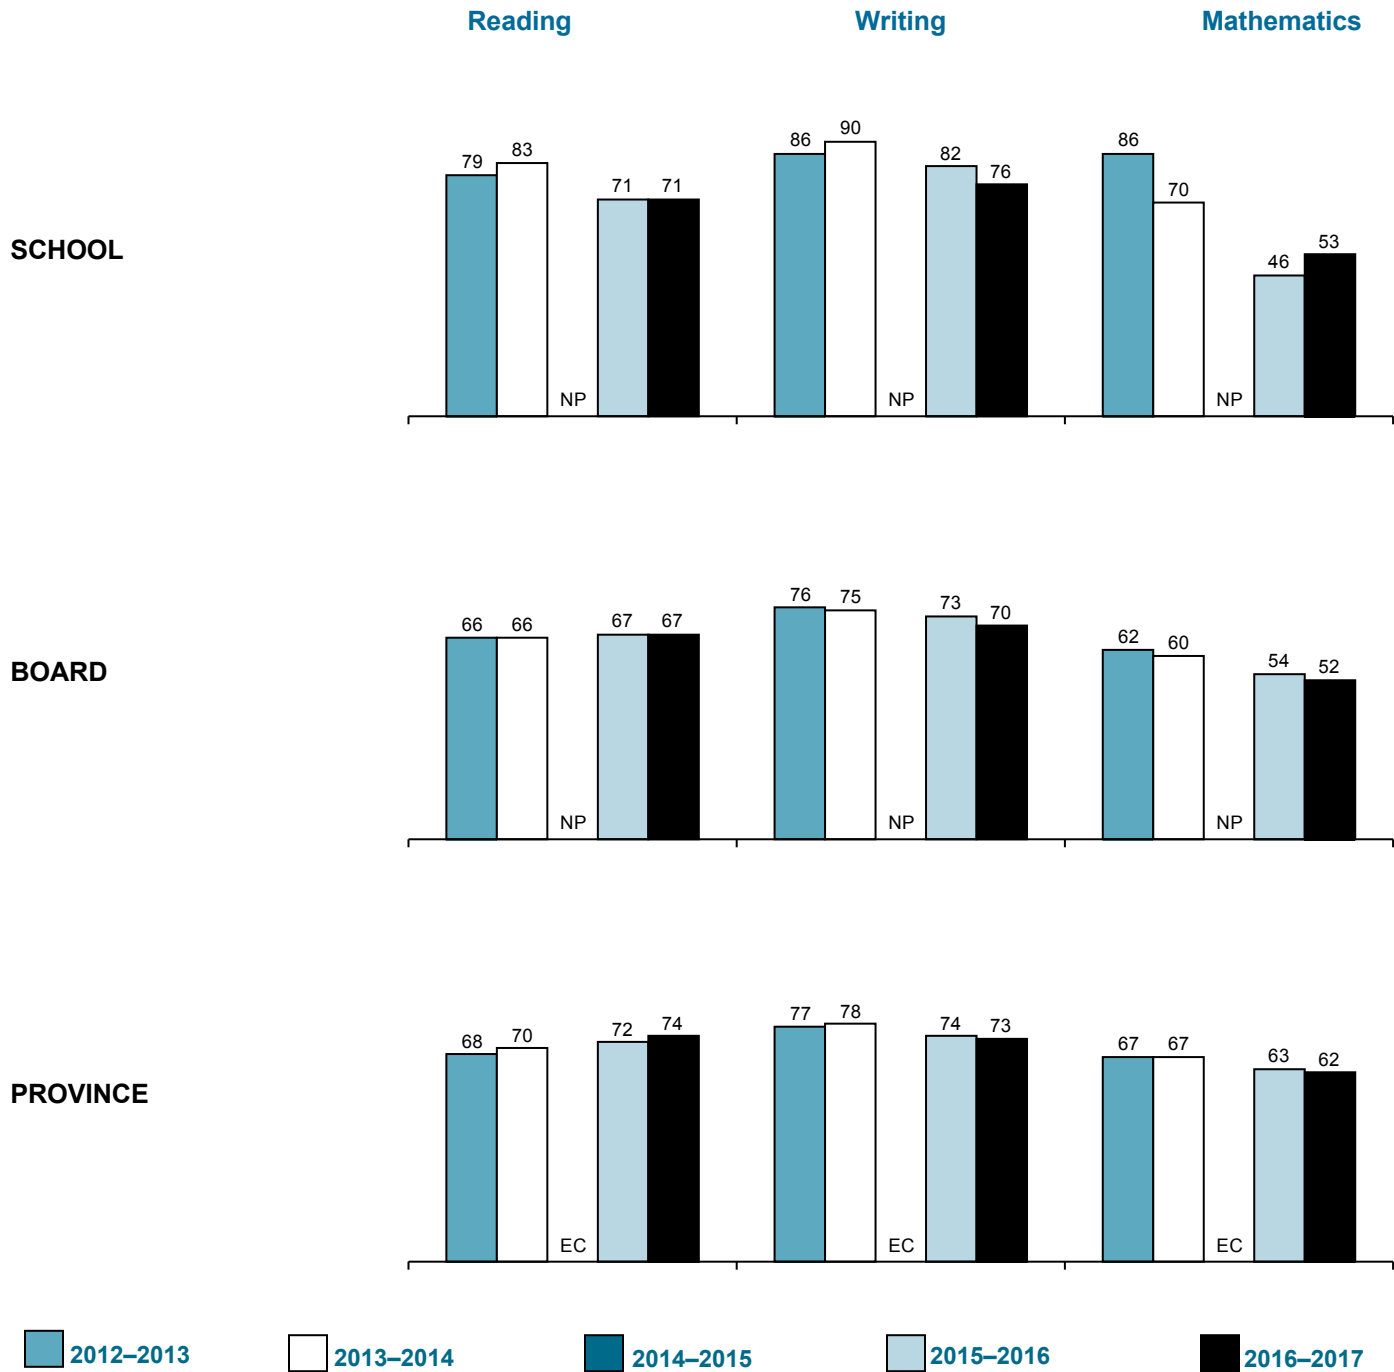 Reading Writing Mathematics
SCHOOL
79 83 NP 71 71 86 90 NP 82 76 86 70 NP 46 53
BOARD
66 66 NP 67 67 76 75 NP 73 70 62 60 NP 54 52
PROVINCE
68 70 EC 72 74 77 78 EC 74 73 67 67 EC 63 62
2012–2013 2013–2014 2014–2015 2015–2016 2016–2017